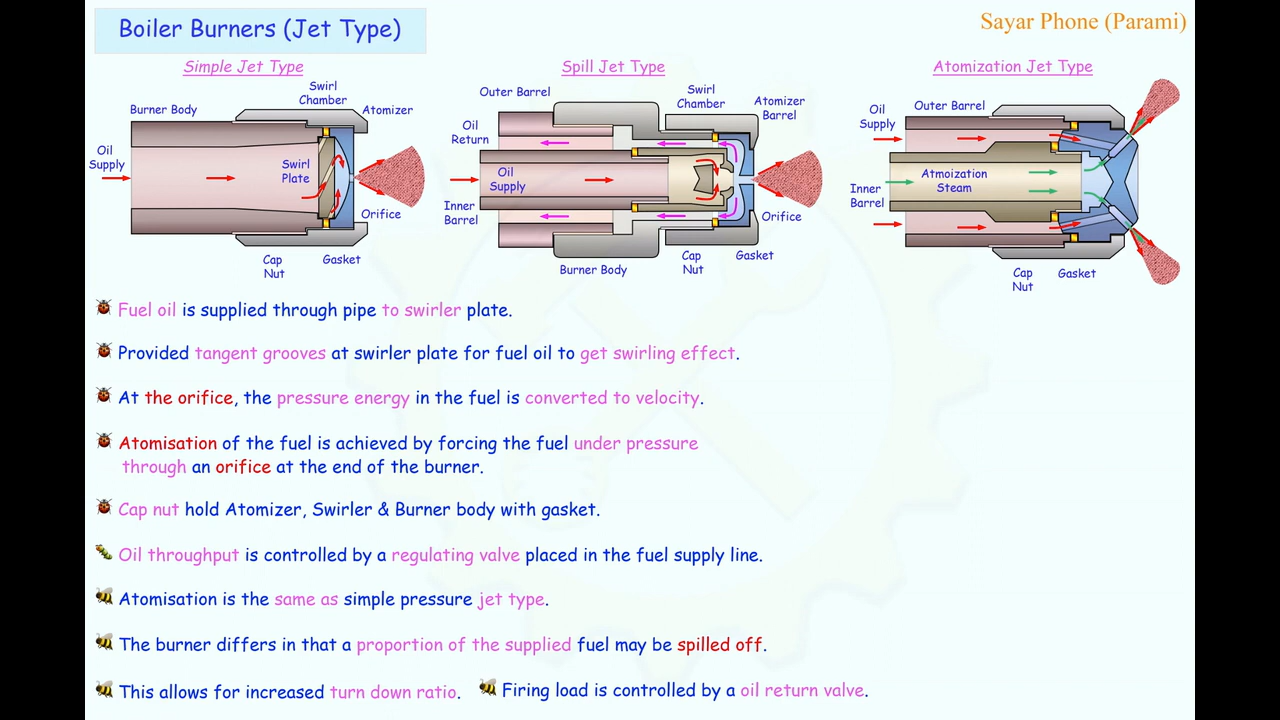 Boiler Burners (Jet Type)
Sayar Phone (Parami)
Simple Jet Type
Swirl
Chamber
Burner Body
Atomizer
Oil
Supply
Swirl
Plate
Orifice
Cap
Nut
Gasket
Spill Jet Type
Outer Barrel
Swirl
Chamber
Atomizer
Barrel
Oil
Return
Oil
Supply
Inner
Barrel
Orifice
Burner Body
Cap
Nut
Gasket
Atomization Jet Type
Oil
Supply
Outer Barrel
Atmoization
Steam
Inner
Barrel
Cap
Nut
Gasket
Fuel oil is supplied through pipe to swirler plate.
Provided tangent grooves at swirler plate for fuel oil to get swirling effect.
At the orifice, the pressure energy in the fuel is converted to velocity.
Atomisation of the fuel is achieved by forcing the fuel under pressure
through an orifice at the end of the burner.
Cap nut hold Atomizer, Swirler & Burner body with gasket.
Oil throughput is controlled by a regulating valve placed in the fuel supply line.
Atomisation is the same as simple pressure jet type.
The burner differs in that a proportion of the supplied fuel may be spilled off.
This allows for increased turn down ratio.
Firing load is controlled by a oil return valve.